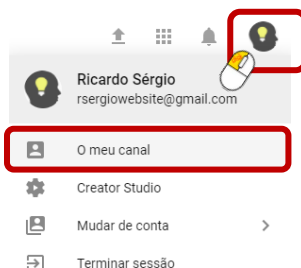 Ricardo Sérgio
rsergiowebsite@gmail.com
O meu canal
Creator Studio
Mudar de conta
Terminar sessão